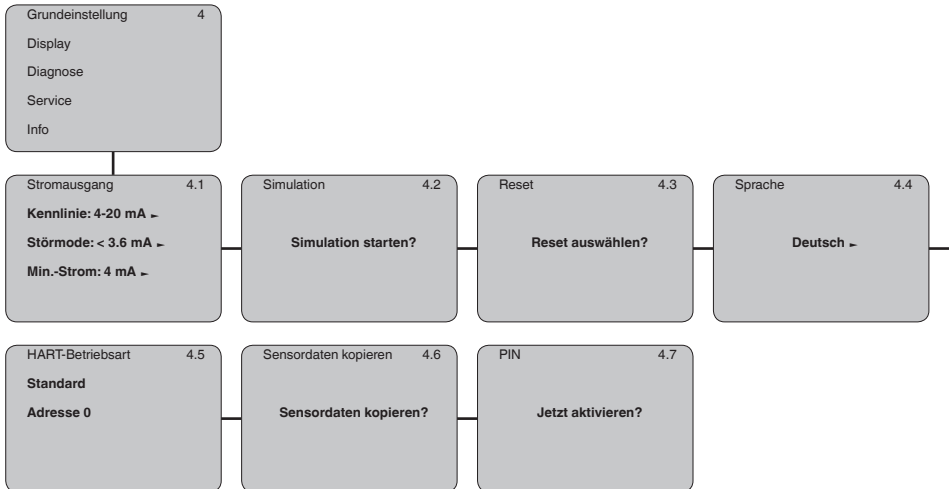 Grundeinstellung 4
Display
Diagnose
Service
Info
Stromausgang 4.1
Kennlinie: 4-20 mA ►
Störmode: < 3.6 mA ►
Min.-Strom: 4 mA ►
Simulation 4.2
Simulation starten?
Reset 4.3
Reset auswählen?
Sprache 4.4
Deutsch ►
HART-Betriebsart 4.5
Standard
Adresse 0
Sensordaten kopieren 4.6
Sensordaten kopieren?
PIN 4.7
Jetzt aktivieren?